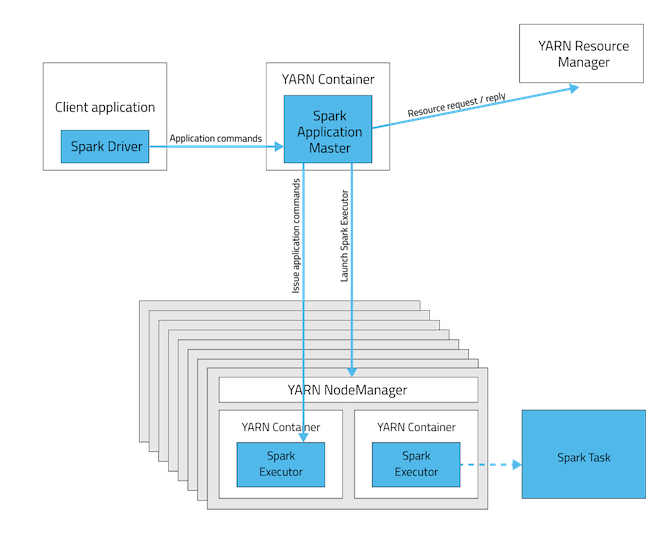 YARN Resource
Manager
YARN Container
Client application
Spark
Application
Master
Resource request / reply
Spark Driver
Application commands
Issue application commands
Launch Spark Executor
YARN NodeManager
YARN Container
YARN Container
Spark
Executor
Spark
Executor
Spark Task